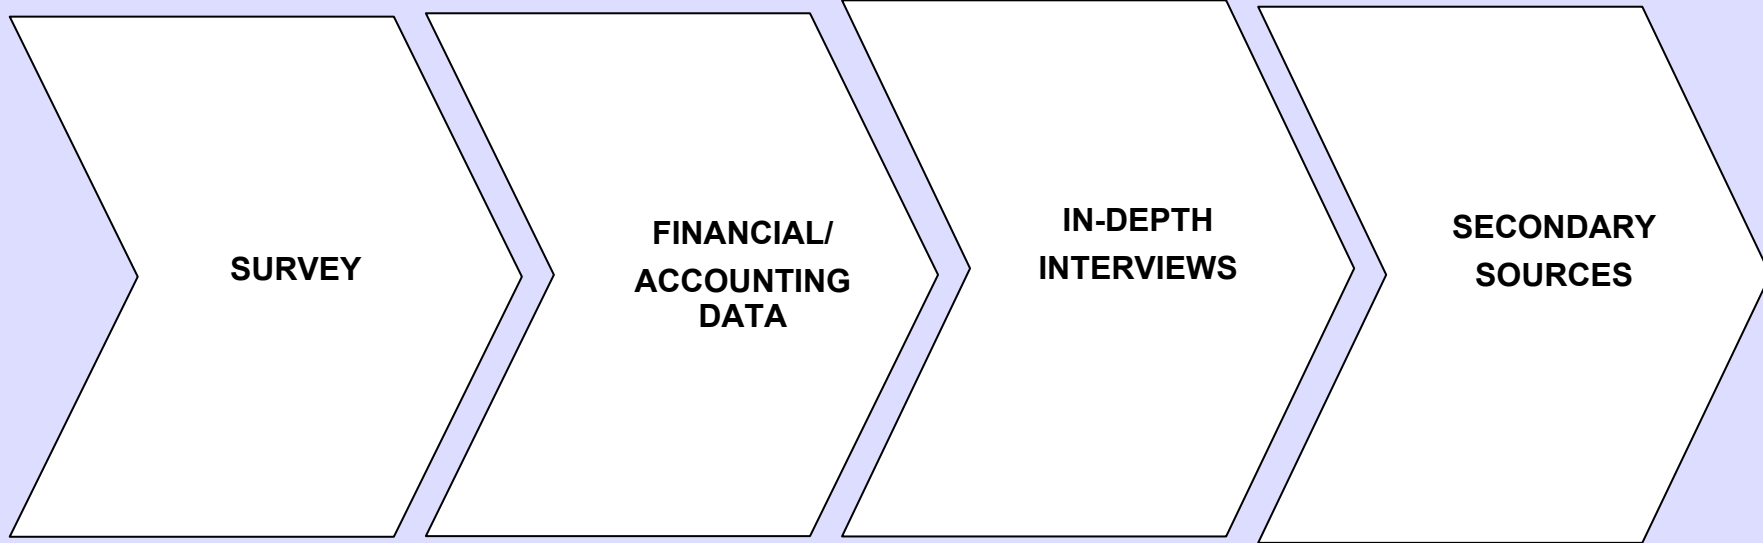 SURVEY
FINANCIAL/
ACCOUNTING
DATA
IN-DEPTH
INTERVIEWS
SECONDARY
SOURCES